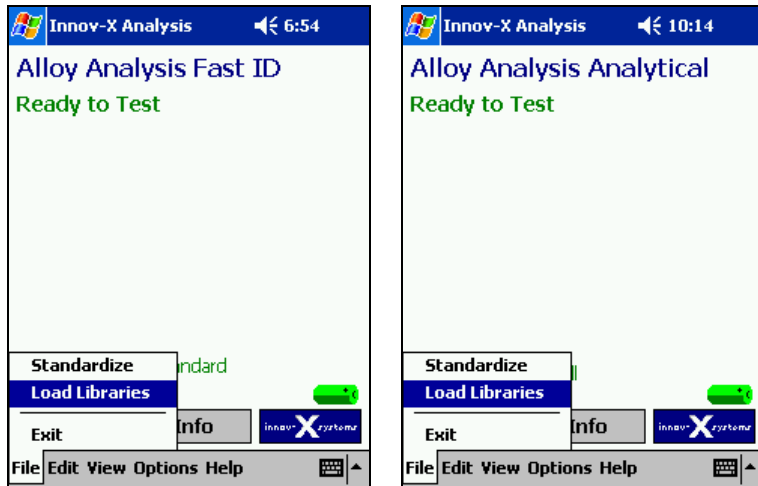 Innov-X Analysis 6:54
Alloy Analysis Fast ID
Ready to Test
Standardize
ndard
Load Libraries
Exit
Info
innov-X systems
File Edit View Options Help
Innov-X Analysis 10:14
Alloy Analysis Analytical
Ready to Test
Standardize
Load Libraries
Exit
Info
innov-X systems
File Edit View Options Help